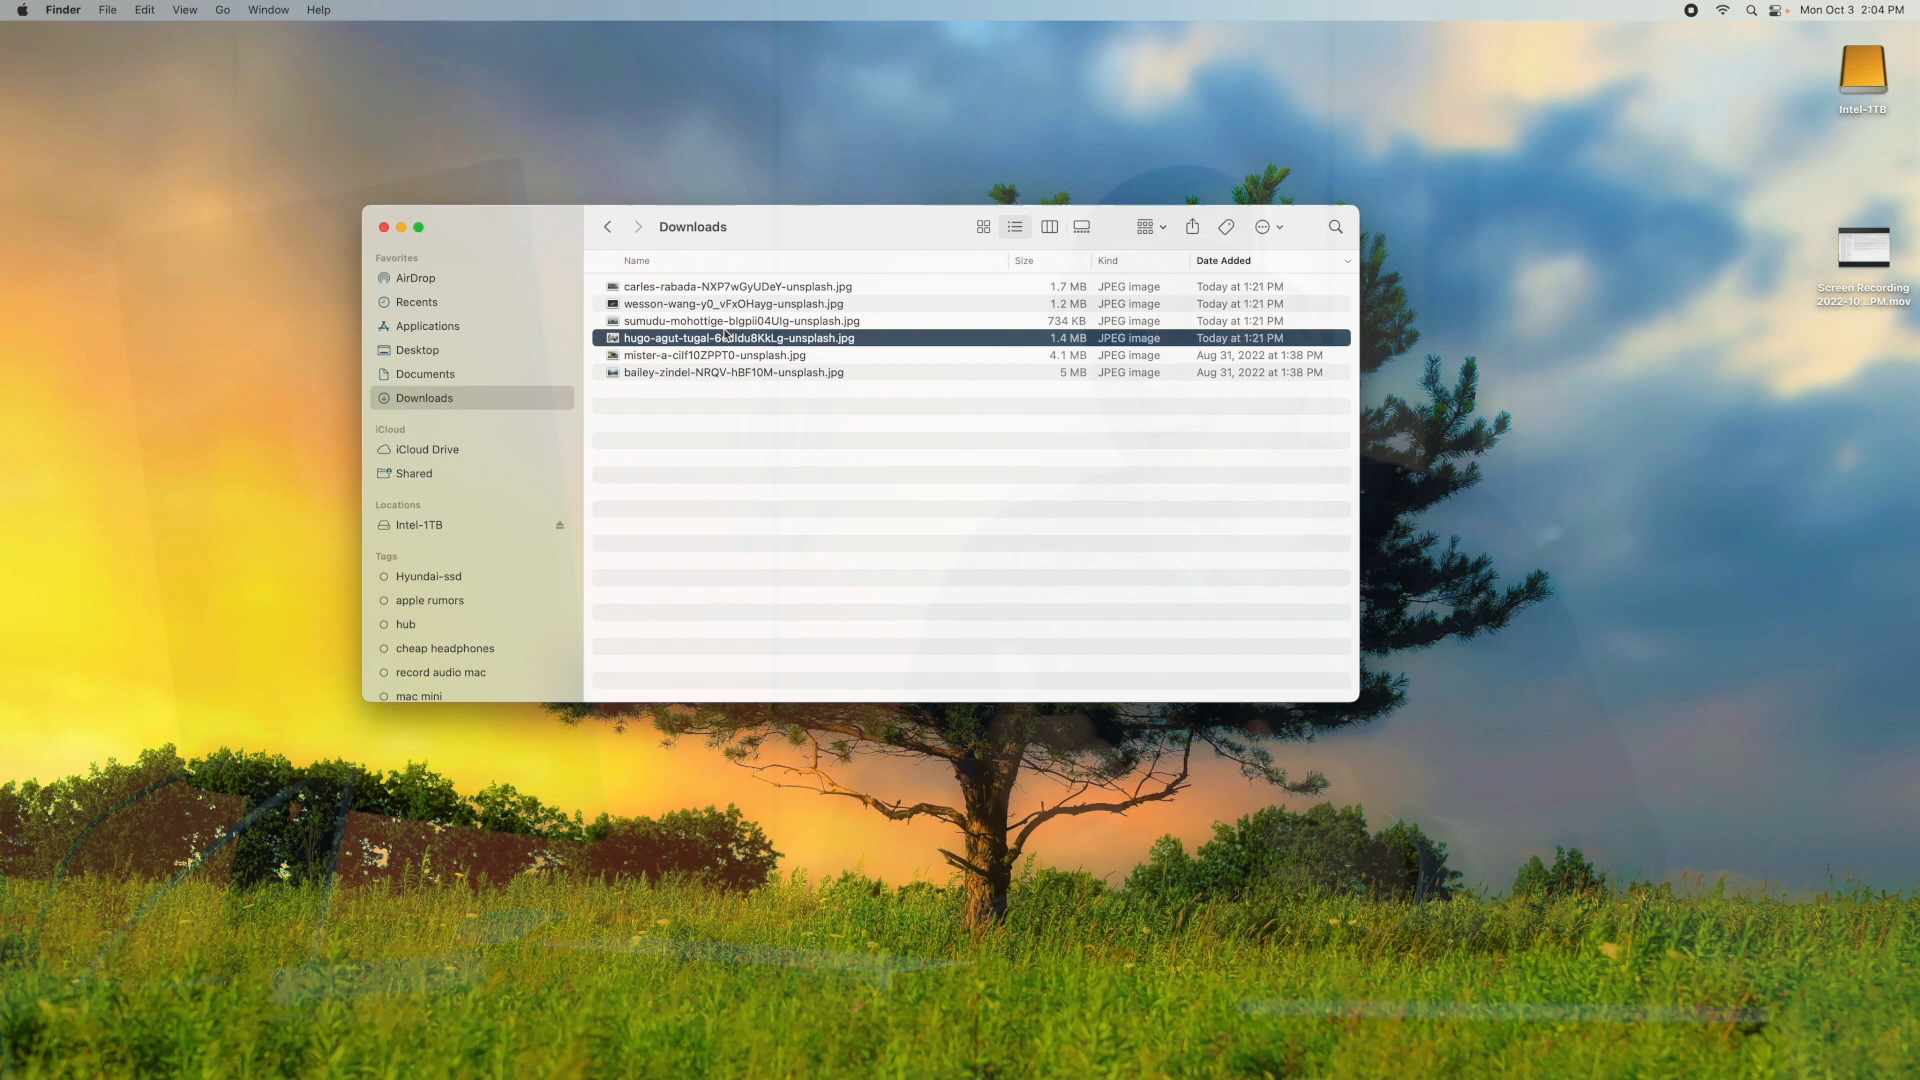 Finder File Edit View Go Window Help
Mon Oct 3 2:04 PM
Intel-1TB
Screen Recording
2022-10...PM.mov
Downloads
Favorites
AirDrop
Recents
Applications
Desktop
Documents
Downloads
iCloud
iCloud Drive
Shared
Locations
Intel-1TB
Tags
Hyundai-ssd
apple rumors
hub
cheap headphones
record audio mac
mac mini
Name Size Kind Date Added
carles-rabada-NXP7wGyUDeY-unsplash.jpg 1.7 MB JPEG image Today at 1:21 PM
wesson-wang-y0_vFxOHayg-unsplash.jpg 1.2 MB JPEG image Today at 1:21 PM
734 KB JPEG image Today at 1:21 PM
1.4 MB JPEG image Today at 1:21 PM
mister-a-cilf10ZPPT0-unsplash.jpg 4.1 MB JPEG image Aug 31, 2022 at 1:38 PM
bailey-zindel-NRQV-hBF10M-unsplash.jpg 5 MB JPEG image Aug 31, 2022 at 1:38 PM